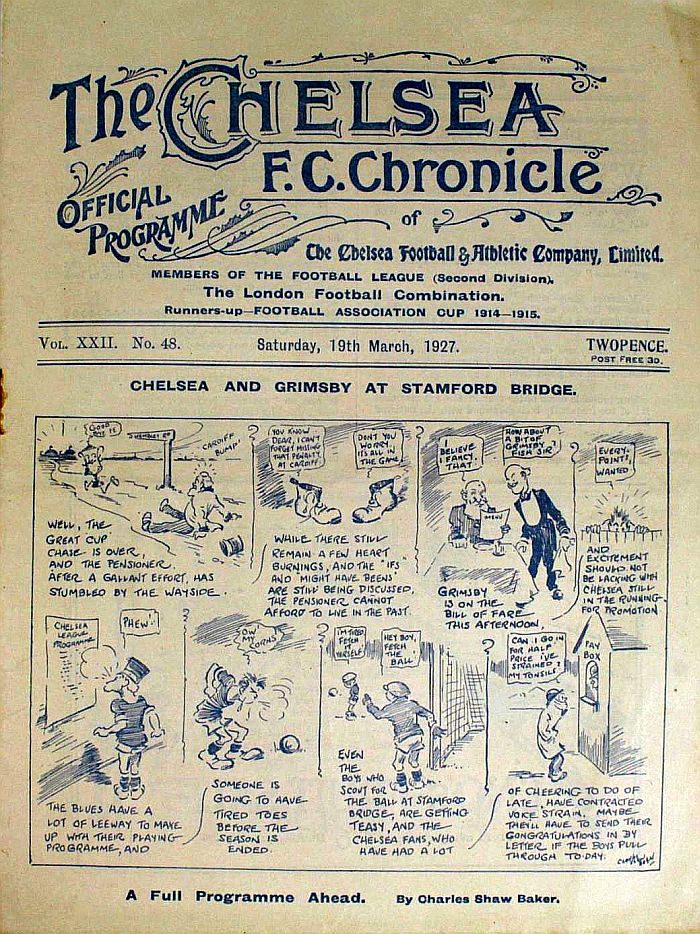 The CHELSEA
F.C. Chronicle
OFFICIAL
PROGRAMME
of
The Chelsea Football & Athletic Company, Limited.
MEMBERS OF THE FOOTBALL LEAGUE (Second Division).
The London Football Combination.
Runners-up—FOOTBALL ASSOCIATION CUP 1914—1915.
VOL. XXII. No. 48.
Saturday, 19th March, 1927.
TWOPENCE.
POST FREE 3D.
CHELSEA AND GRIMSBY AT STAMFORD BRIDGE.
GOOD
BYE
WEMBLEY RD
CARDIFF
BUMP
WELL, THE
GREAT CUP
CHASE IS OVER,
AND THE PENSIONER,
AFTER A GALLANT EFFORT, HAS
STUMBLED BY THE WAYSIDE.
YOU KNOW
DEAR, I CAN'T
FORGET MISSING
THAT PENALTY
AT CARDIFF
DON'T YOU
WORRY.
IT'S ALL IN
THE GAME
WHILE THERE STILL
REMAIN A FEW HEART
BURNINGS, AND THE "IFS"
AND MIGHT HAVE BEENS
ARE STILL BEING DISCUSSED,
THE PENSIONER CANNOT
AFFORD TO LIVE IN THE PAST.
I
BELIEVE
I FANCY
THAT
HOW ABOUT
A BIT OF
GRIMSBY
FISH SIR?
MENU
GRIMSBY
IS ON THE
BILL OF FARE
THIS AFTERNOON,
EVERY
POINT
WANTED
AND
EXCITEMENT
SHOULD NOT
BE LACKING WITH
CHELSEA STILL
IN THE RUNNING
FOR PROMOTION
CHELSEA
LEAGUE
PROGRAMME
PHEW!
THE BLUES HAVE A
LOT OF LEEWAY TO MAKE
UP WITH THEIR PLAYING
PROGRAMME, AND
OW
MY
CORNS
SOMEONE IS
GOING TO HAVE
TIRED TOES
BEFORE THE
SEASON IS
ENDED.
I'M TIRED
FETCH IT
YERSELF
HEY BOY,
FETCH THE
BALL!
EVEN
THE
BOYS WHO
SCOUT FOR
THE BALL AT STAMFORD
BRIDGE, ARE GETTING
TEASY, AND THE
CHELSEA FANS, WHO
HAVE HAD A LOT
CAN I GO IN
FOR HALF
PRICE I'VE
STRAINED
MY TONSILS
PAY
BOX
OF CHEERING TO DO OF
LATE, HAVE CONTRACTED
VOICE STRAIN. MAYBE
THEY'LL HAVE TO SEND THEIR
CONGRATULATIONS IN BY
LETTER IF THE BOYS PULL
THROUGH TO-DAY.
A Full Programme Ahead.
By Charles Shaw Baker.